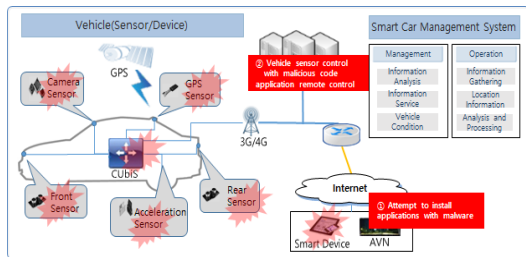 Vehicle(Sensor/Device)
Smart Car Management System
GPS
② Vehicle sensor control
with malicious code
application remote control
Management
Information
Analysis
Information
Service
Vehicle
Condition
Operation
Information
Gathering
Location
Information
Analysis and
Processing
Camera
Sensor
GPS
Sensor
3G/4G
CUbIS
Front
Sensor
Acceleration
Sensor
Rear
Sensor
Internet
① Attempt to install
applications with malware
Smart Device
AVN